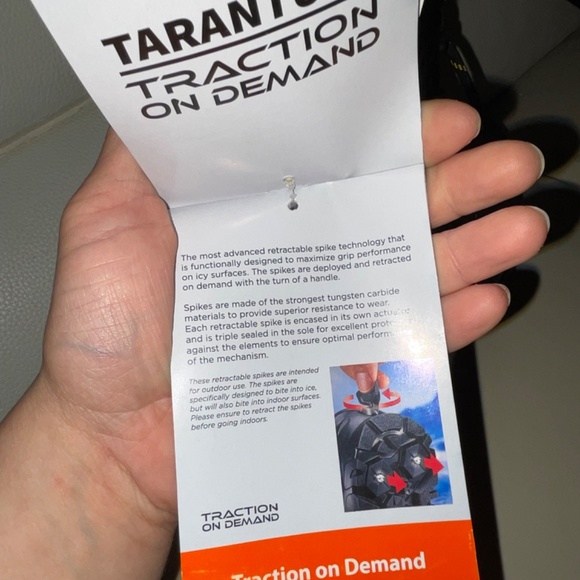 TRACTION
ON DEMAND
The most advanced retractable spike technology that
is functionally designed to maximize grip performance
on icy surfaces. The spikes are deployed and retracted
on demand with the turn of a handle.
Spikes are made of the strongest tungsten carbide
materials to provide superior resistance to wear.
Each retractable spike is encased in its own
and is triple sealed in the sole for excellent
against the elements to ensure optimal
of the mechanism.
These retractable spikes are intended
for outdoor use. The spikes are
specifically designed to bite into ice,
but will also bite into indoor surfaces.
Please ensure to retract the spikes
before going indoors.
TRACTION
ON DEMAND
Traction on Demand